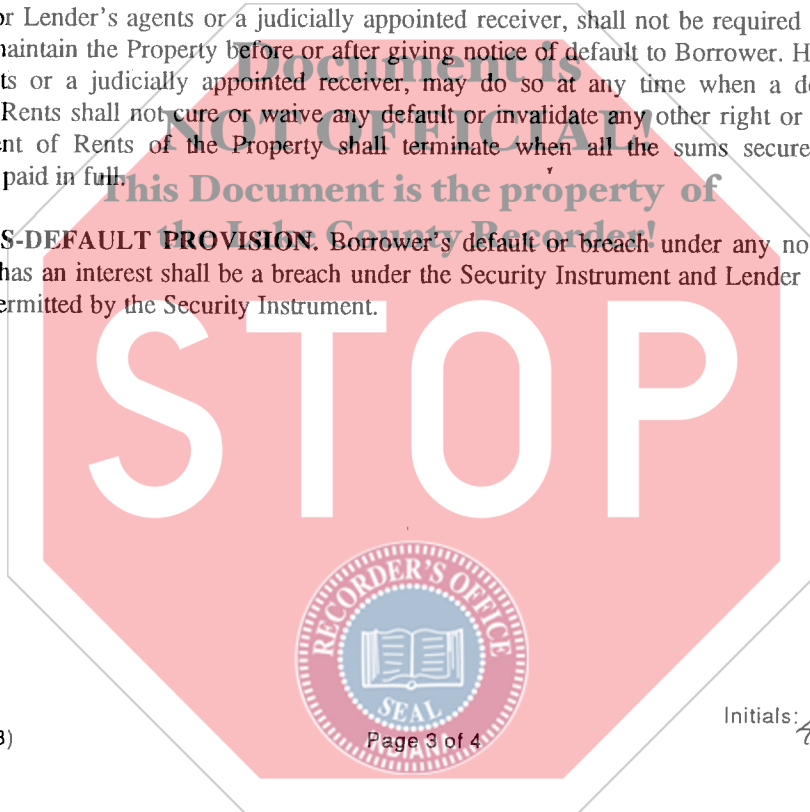 or Lender's agents or a judicially appointed receiver, shall not be required
aintain the Property before or after giving notice of default to Borrower. H
ts or a judicially appointed receiver, may do so at any time when a d
Rents shall not cure or waive any default or invalidate any other right or
nt of Rents of the Property shall terminate when all the sums secure
paid in full.
Document is
NOT OFFICIAL!
This Document is the property of
the Lake County Recorder!
S-DEFAULT PROVISION. Borrower's default or breach under any no
has an interest shall be a breach under the Security Instrument and Lender
ermitted by the Security Instrument.
STOP
RECORDER'S OFFICE
SEAL
INDIANA
Initials:
3)
Page 3 of 4